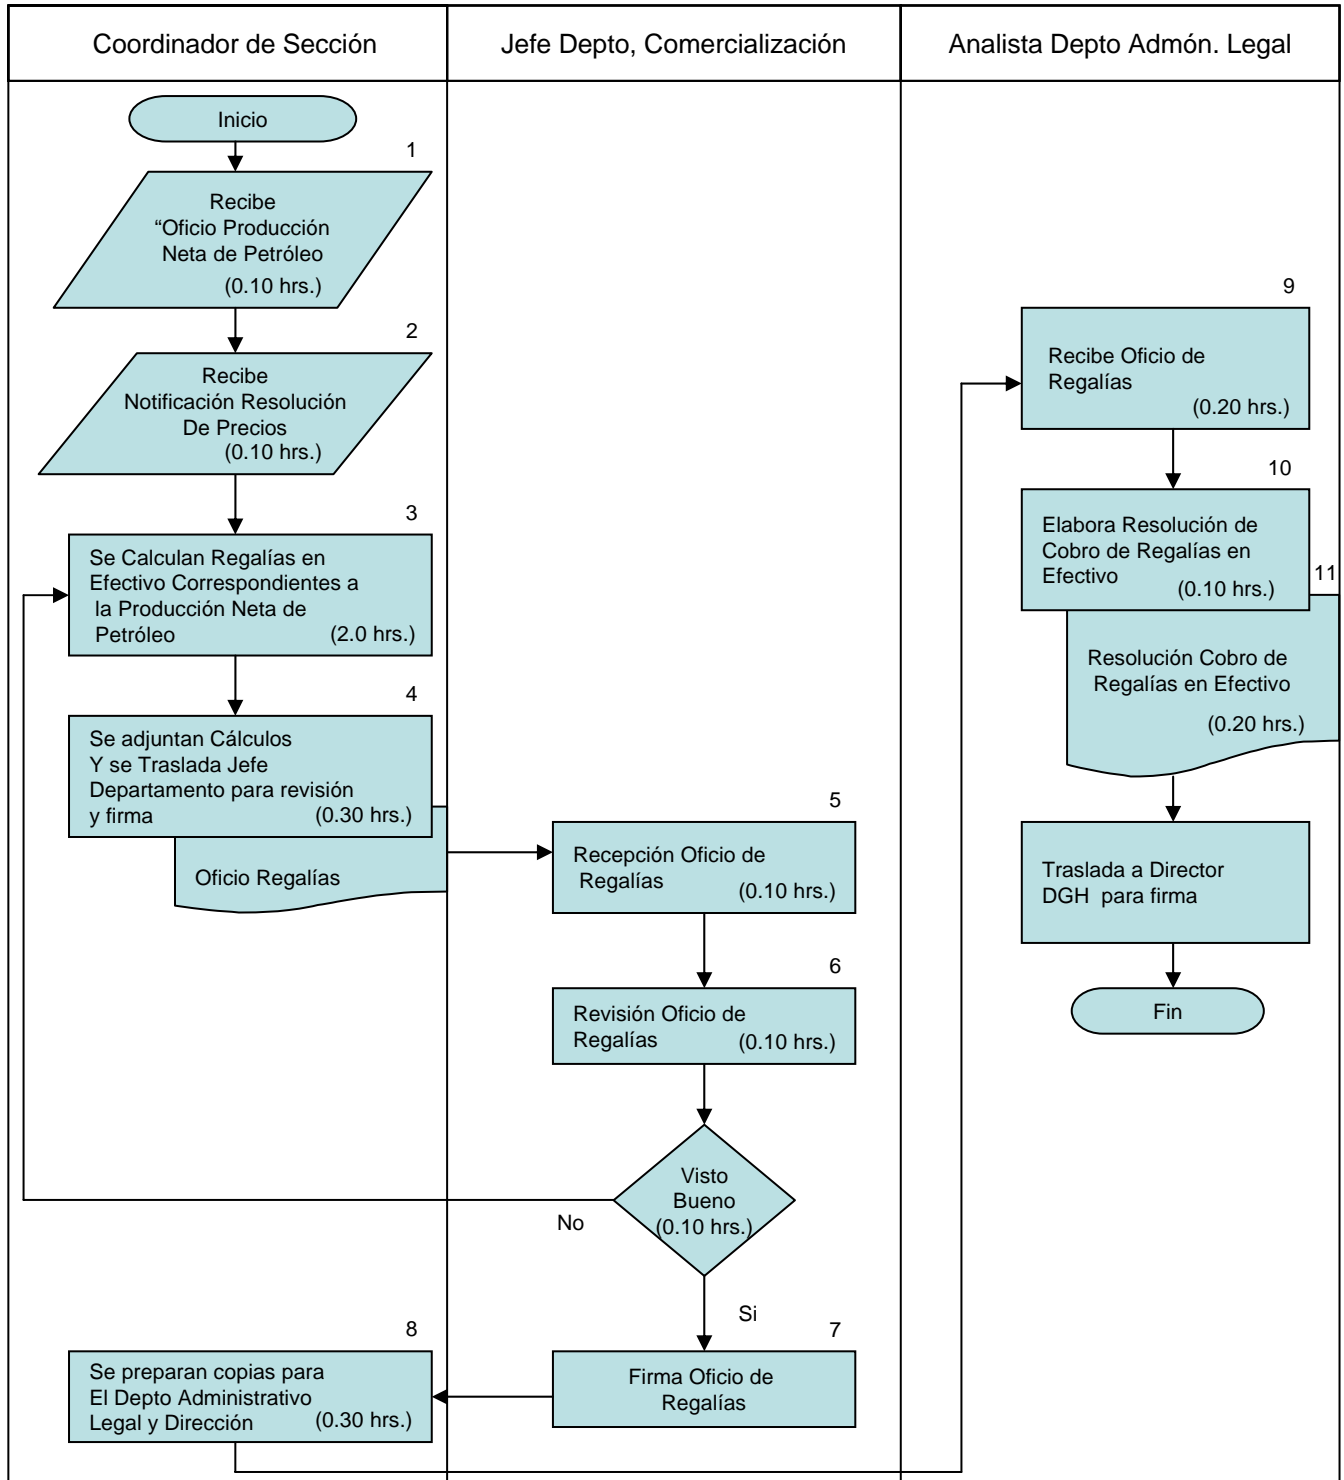 Coordinador de Sección
Jefe Depto, Comercialización
Analista Depto Admón. Legal
Inicio
1
Recibe
“Oficio Producción
Neta de Petróleo
(0.10 hrs.)
2
Recibe
Notificación Resolución
De Precios
(0.10 hrs.)
3
Se Calculan Regalías en
Efectivo Correspondientes a
la Producción Neta de
Petróleo (2.0 hrs.)
4
Se adjuntan Cálculos
Y se Traslada Jefe
Departamento para revisión
y firma (0.30 hrs.)
Oficio Regalías
5
Recepción Oficio de
Regalías (0.10 hrs.)
6
Revisión Oficio de
Regalías (0.10 hrs.)
Visto
Bueno
(0.10 hrs.)
No
Si
7
Firma Oficio de
Regalías
8
Se preparan copias para
El Depto Administrativo
Legal y Dirección (0.30 hrs.)
9
Recibe Oficio de
Regalías
(0.20 hrs.)
10
Elabora Resolución de
Cobro de Regalías en
Efectivo (0.10 hrs.)
11
Resolución Cobro de
Regalías en Efectivo
(0.20 hrs.)
Traslada a Director
DGH para firma
Fin